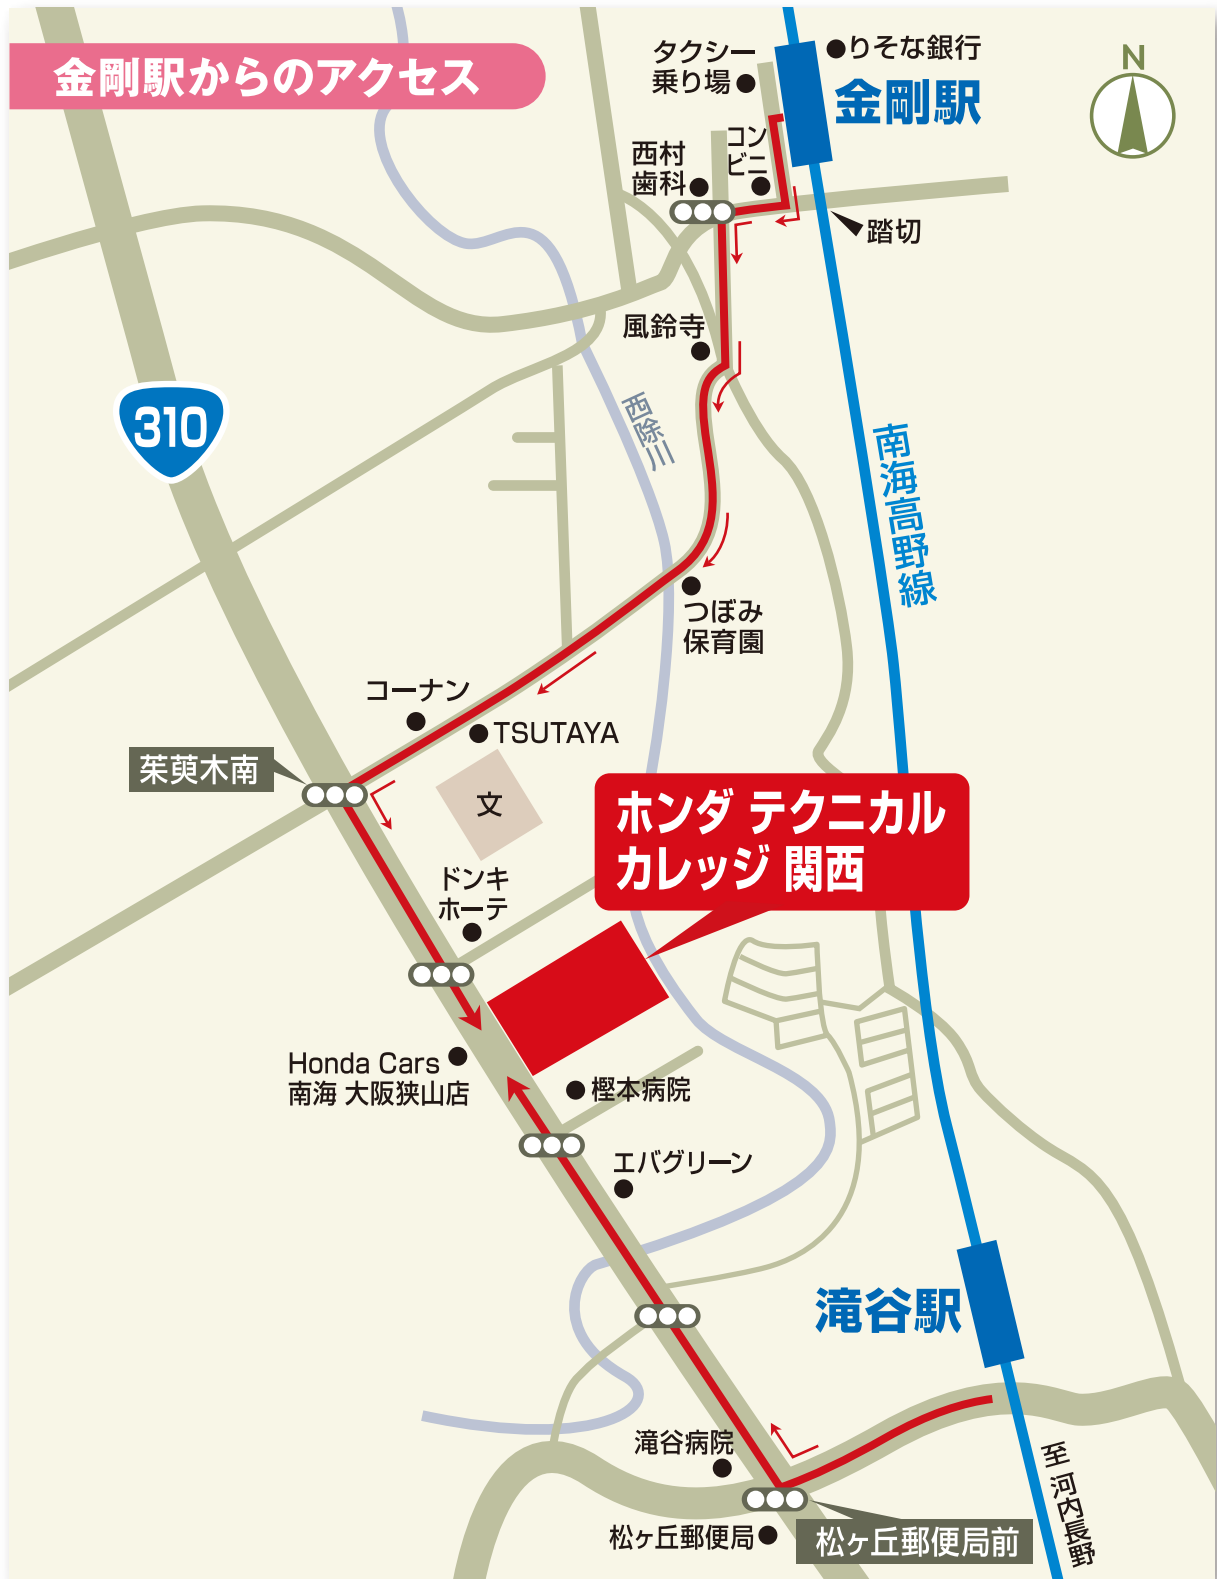 金剛駅からのアクセス
N
タクシー
乗り場
りそな銀行
金剛駅
コン
ビニ
西村
歯科
踏切
風鈴寺
310
西除川
南海高野線
つぼみ
保育園
コーナン
TSUTAYA
茱萸木南
文
ホンダ テクニカル
カレッジ 関西
ドンキ
ホーテ
Honda Cars
南海 大阪狭山店
樫本病院
エバグリーン
滝谷駅
滝谷病院
至 河内長野
松ヶ丘郵便局
松ヶ丘郵便局前